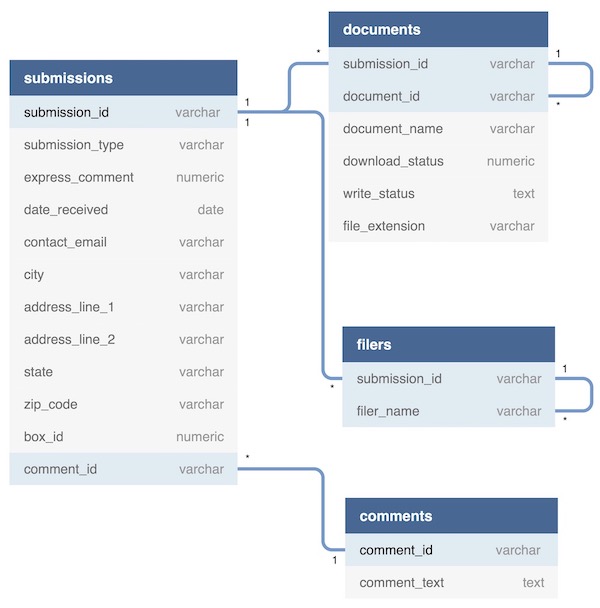 submissions
submission_id varchar
submission_type varchar
express_comment numeric
date_received date
contact_email varchar
city varchar
address_line_1 varchar
address_line_2 varchar
state varchar
zip_code varchar
box_id numeric
comment_id varchar
1
1
*
*
documents
submission_id varchar
document_id varchar
document_name varchar
download_status numeric
write_status text
file_extension varchar
1
*
*
filers
submission_id varchar
filer_name varchar
1
*
comments
comment_id varchar
comment_text text
1